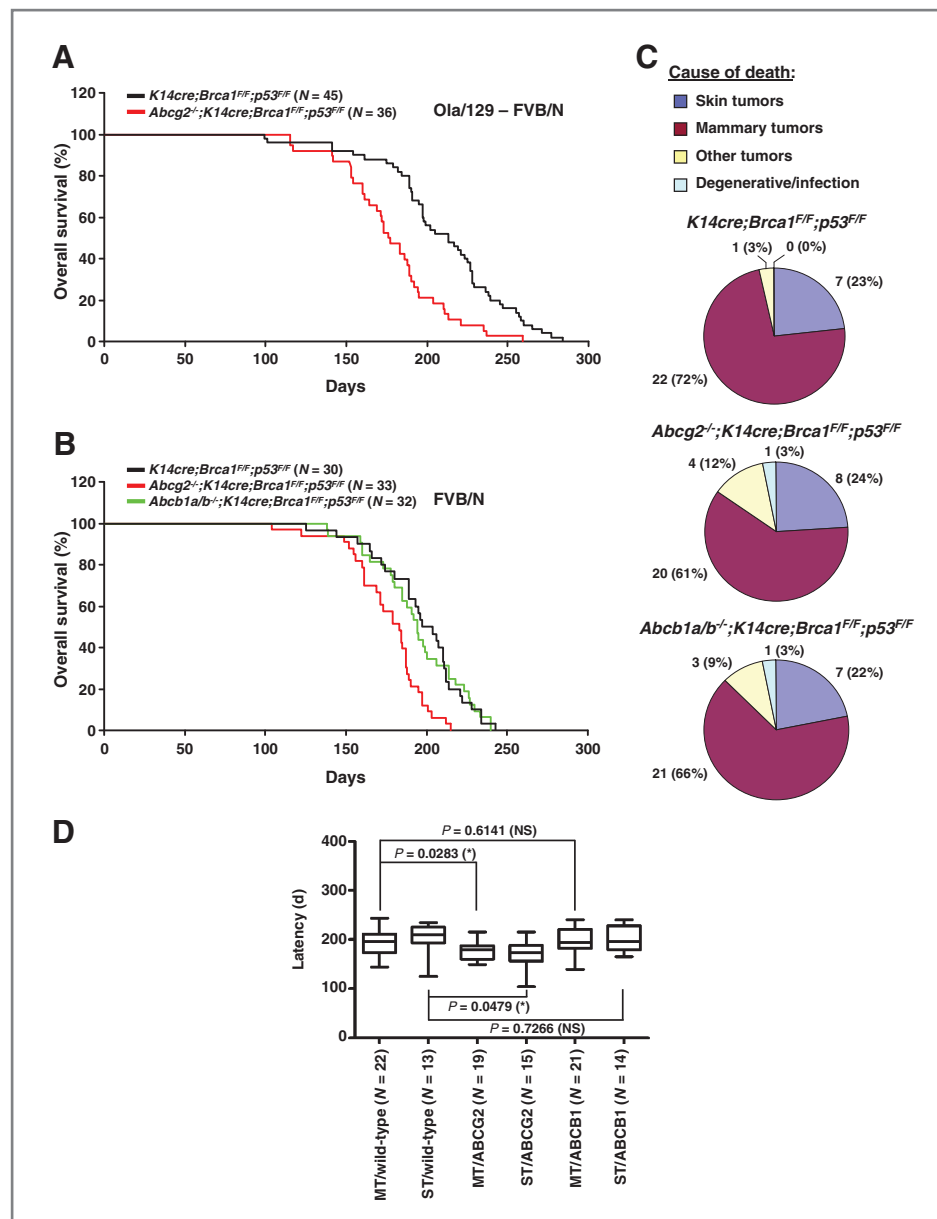 A
120
100
80
60
40
20
0
Overall survival (%)
K14cre;Brca1F/F;p53F/F (N = 45)
Abcg2-/-;K14cre;Brca1F/F;p53F/F (N = 36)
Ola/129 – FVB/N
0 50 100 150 200 250 300
Days
B
120
100
80
60
40
20
0
Overall survival (%)
K14cre;Brca1F/F;p53F/F (N = 30)
Abcg2-/-;K14cre;Brca1F/F;p53F/F (N = 33)
Abcb1a/b-/-;K14cre;Brca1F/F;p53F/F (N = 32)
FVB/N
0 50 100 150 200 250 300
Days
C
Cause of death:
Skin tumors
Mammary tumors
Other tumors
Degenerative/infection
K14cre;Brca1F/F;p53F/F
1 (3%) 0 (0%)
7 (23%)
22 (72%)
Abcg2-/-;K14cre;Brca1F/F;p53F/F
1 (3%)
4 (12%)
8 (24%)
20 (61%)
Abcb1a/b-/-;K14cre;Brca1F/F;p53F/F
1 (3%)
3 (9%)
7 (22%)
21 (66%)
D
400
300
200
100
0
Latency (d)
P = 0.6141 (NS)
P = 0.0283 (*)
P = 0.0479 (*)
P = 0.7266 (NS)
MT/wild-type (N = 22)
ST/wild-type (N = 13)
MT/ABCG2 (N = 19)
ST/ABCG2 (N = 15)
MT/ABCB1 (N = 21)
ST/ABCB1 (N = 14)